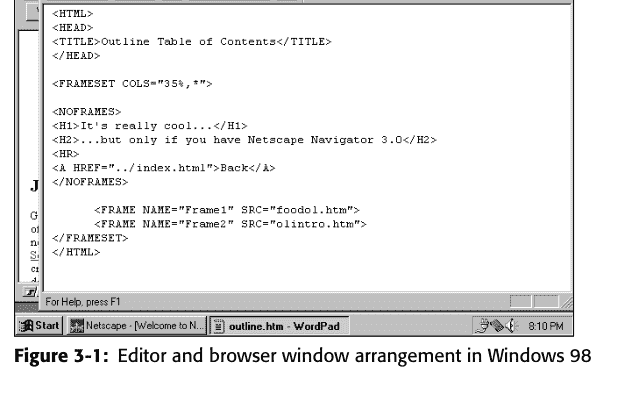 <HTML>
<HEAD>
<TITLE>Outline Table of Contents</TITLE>
</HEAD>
<FRAMESET COLS="35%,*">
<NOFRAMES>
<H1>It's really cool...</H1>
<H2>...but only if you have Netscape Navigator 3.0</H2>
<HR>
<A HREF="../index.html">Back</A>
</NOFRAMES>
<FRAME NAME="Frame1" SRC="foodol.htm">
<FRAME NAME="Frame2" SRC="olintro.htm">
</FRAMESET>
</HTML>
J
G
of
For Help, press F1
Start Netscape - [Welcome to N... outline.htm - WordPad 8:10 PM
Figure 3-1: Editor and browser window arrangement in Windows 98